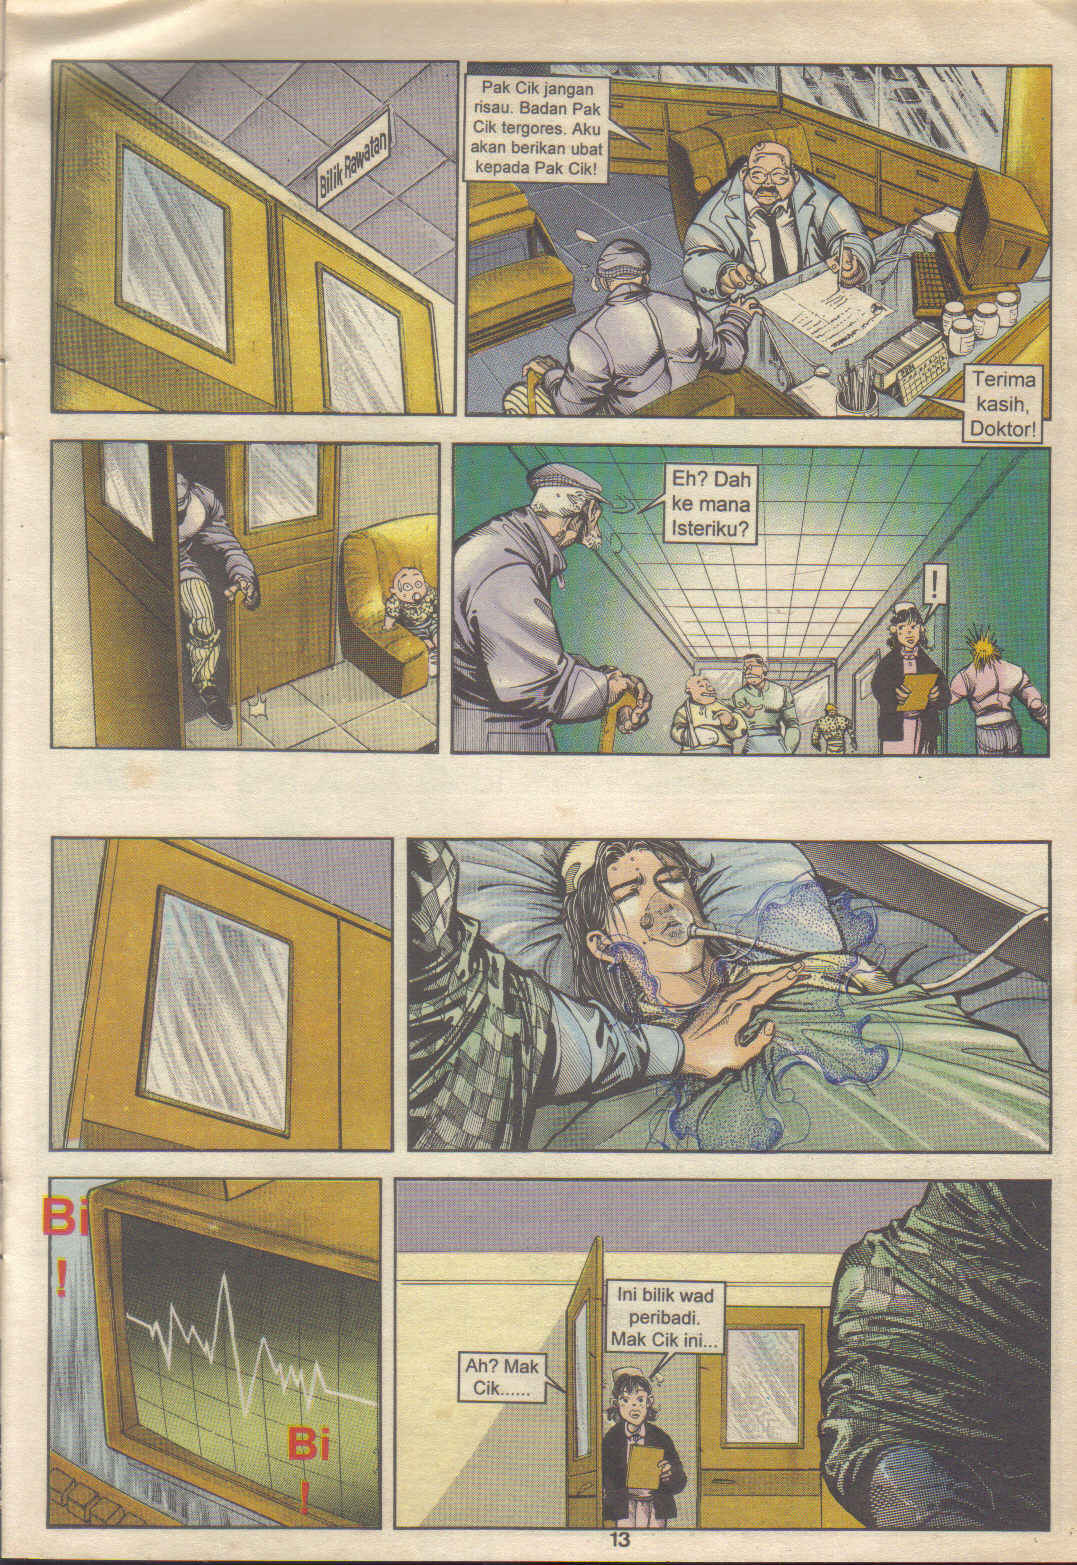 Bilik Rawatan
Pak Cik jangan
risau. Badan Pak
Cik tergores. Aku
akan berikan ubat
kepada Pak Cik!
Terima
kasih,
Doktor!
Eh? Dah
ke mana
Isteriku?
!
Bi
!
Bi
!
Ah? Mak
Cik......
Ini bilik wad
peribadi.
Mak Cik ini...
13